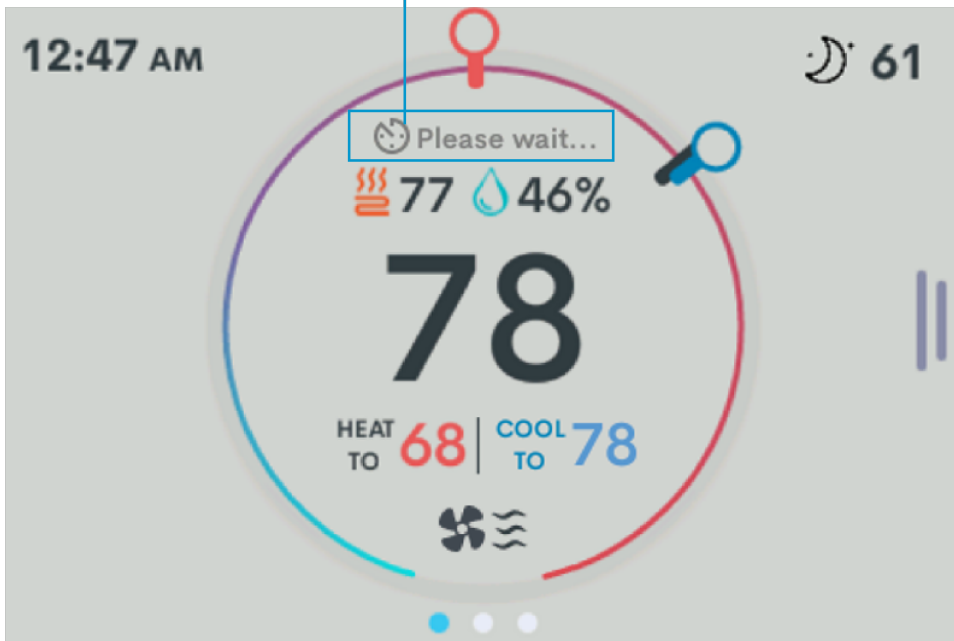 12:47 AM
61
Please wait...
77 46%
78
HEAT TO 68 | COOL TO 78